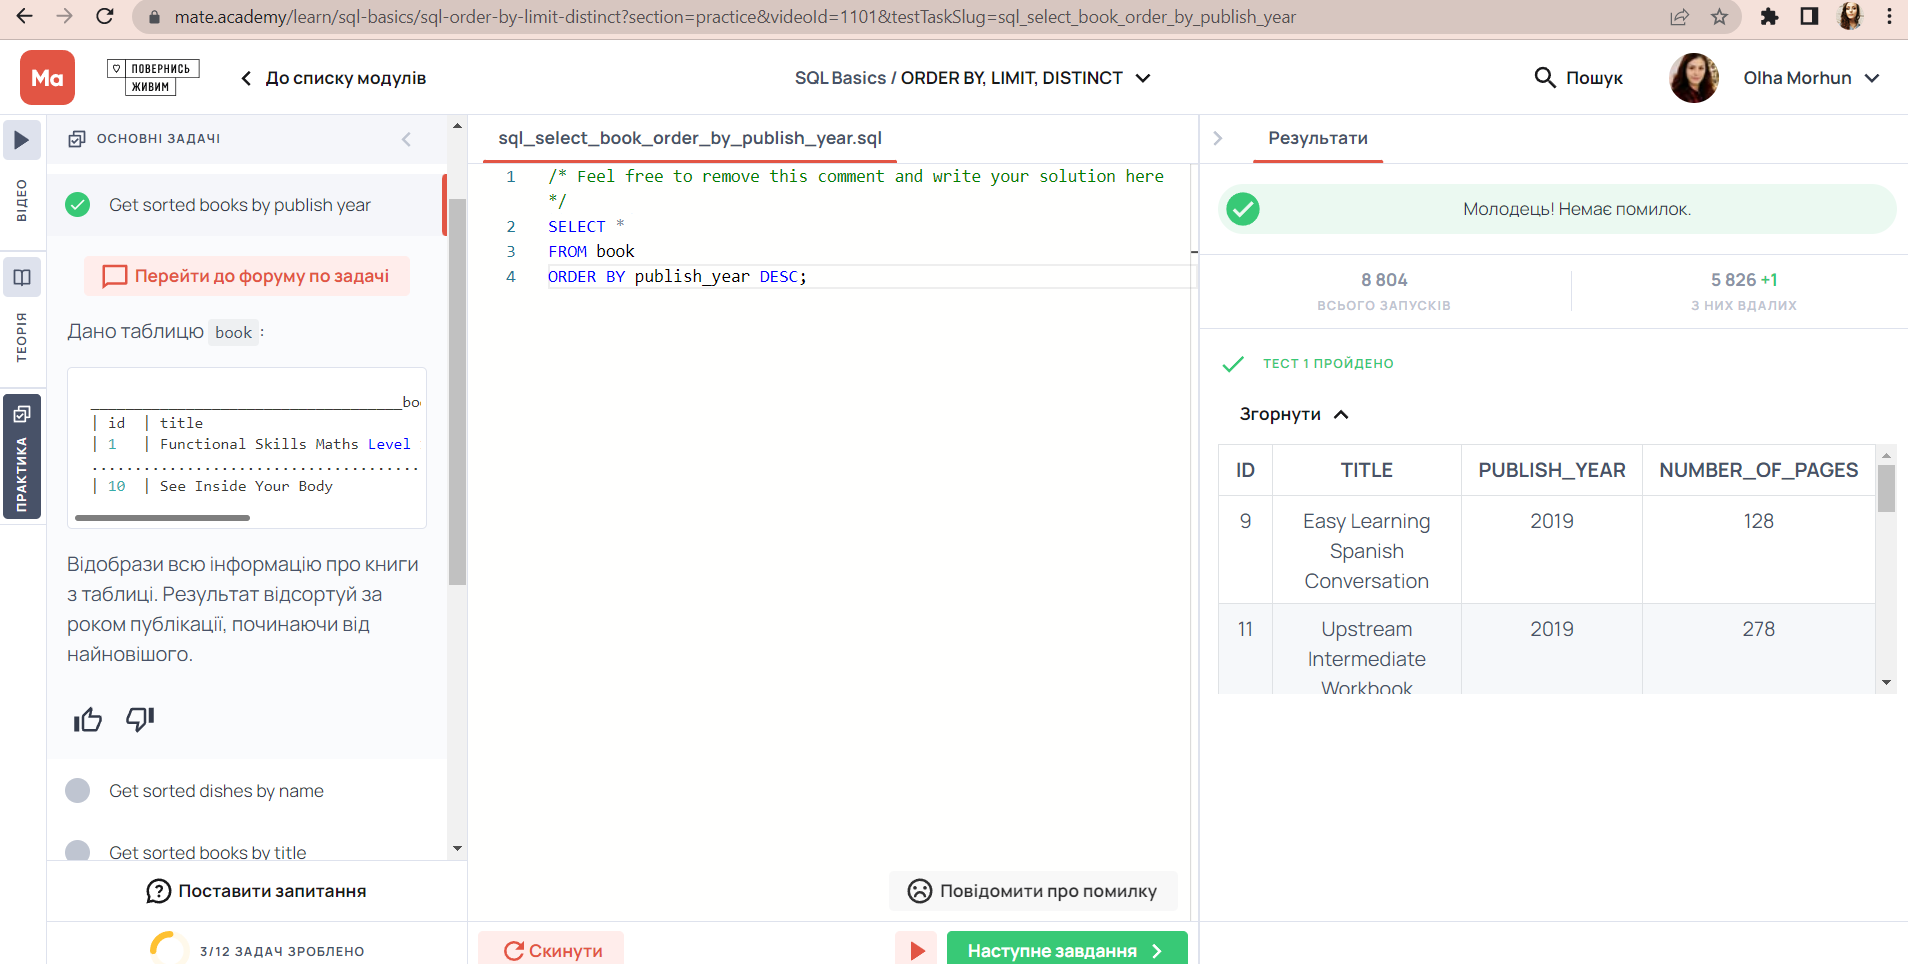 mate.academy/learn/sql-basics/sql-order-by-limit-distinct?section=practice&videoId=1101&testTaskSlug=sql_select_book_order_by_publish_year
Ma
ПОВЕРНИСЬ
ЖИВИМ
До списку модулів
SQL Basics / ORDER BY, LIMIT, DISTINCT
Пошук
Olha Morhun
ВІДЕО
ТЕОРІЯ
ПРАКТИКА
ОСНОВНІ ЗАДАЧІ
Get sorted books by publish year
Перейти до форуму по задачі
Дано таблицю book :
___________________________________boo
| id | title
| 1 | Functional Skills Maths Level
......................................
| 10 | See Inside Your Body
Відобрази всю інформацію про книги
з таблиці. Результат відсортуй за
роком публікації, починаючи від
найновішого.
Get sorted dishes by name
Get sorted books by title
Поставити запитання
3/12 ЗАДАЧ ЗРОБЛЕНО
sql_select_book_order_by_publish_year.sql
1 /* Feel free to remove this comment and write your solution here
*/
2 SELECT *
3 FROM book
4 ORDER BY publish_year DESC;
Повідомити про помилку
Скинути
Наступне завдання
Результати
Молодець! Немає помилок.
8 804
ВСЬОГО ЗАПУСКІВ
5 826 +1
З НИХ ВДАЛИХ
ТЕСТ 1 ПРОЙДЕНО
Згорнути
ID TITLE PUBLISH_YEAR NUMBER_OF_PAGES
9 Easy Learning 2019 128
Spanish
Conversation
11 Upstream 2019 278
Intermediate
Workbook